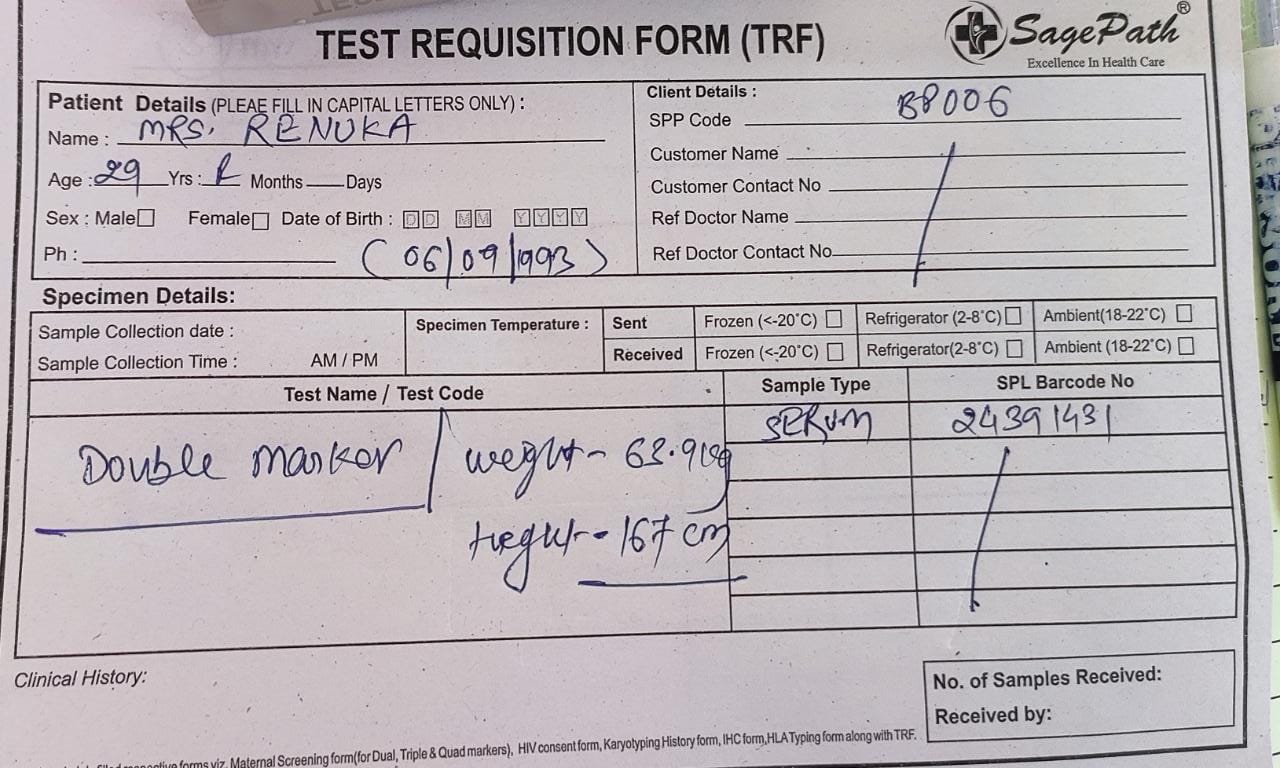 TEST REQUISITION FORM (TRF)
SagePath®
Excellence In Health Care
Patient Details (PLEAE FILL IN CAPITAL LETTERS ONLY) :
Name : MRS. RENUKA
Age : 29 Yrs : Months Days
Sex : Male Female Date of Birth : DD MM YYYY
Ph : (06/09/1993)
Client Details :
SPP Code BP006
Customer Name
Customer Contact No
Ref Doctor Name
Ref Doctor Contact No.
Specimen Details:
Sample Collection date :
Sample Collection Time : AM / PM
Specimen Temperature :
Sent Frozen (<-20°C) Refrigerator (2-8°C) Ambient(18-22°C)
Received Frozen (<-20°C) Refrigerator(2-8°C) Ambient (18-22°C)
Test Name / Test Code Sample Type SPL Barcode No
SERUM 24391431
Double marker / weght - 63.9kg
Heght - 167 cm
Clinical History:
No. of Samples Received:
Received by:
forms viz. Maternal Screening form(for Dual, Triple & Quad markers), HIV consent form, Karyotyping History form, IHC form,HLA Typing form along with TRF.